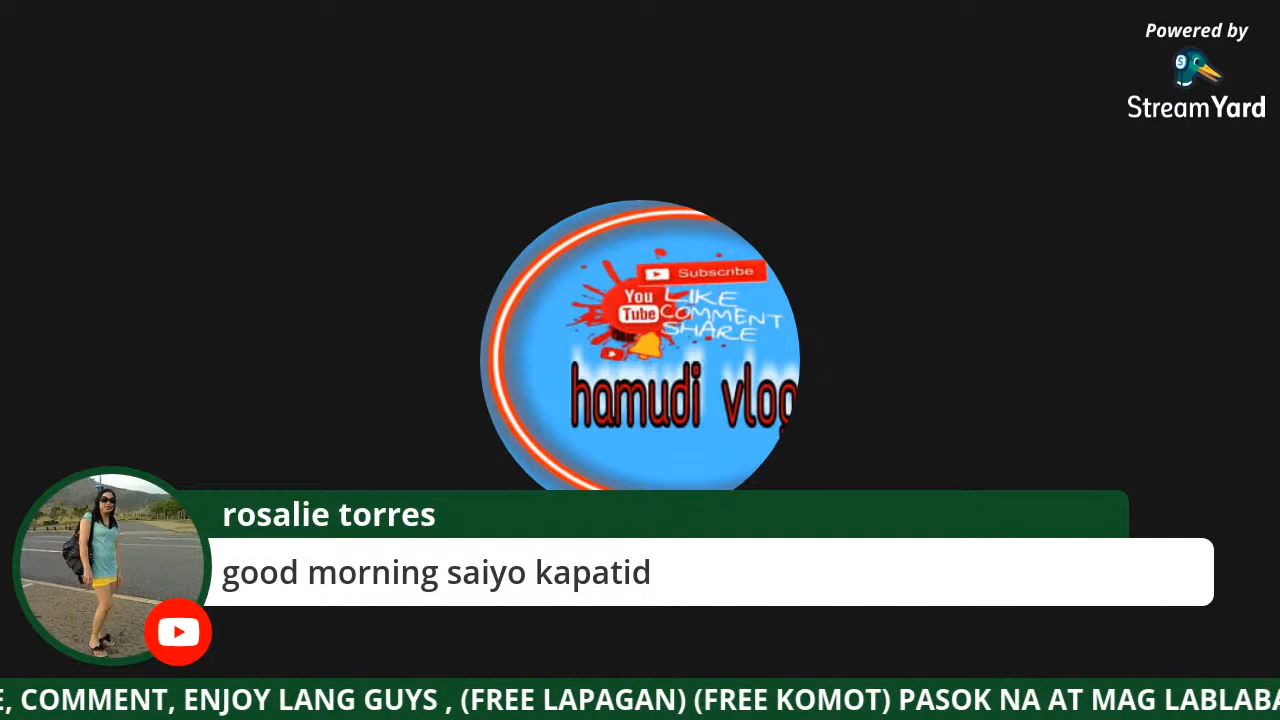 Powered by
StreamYard
Subscribe
You
Tube
LIKE
COMMENT
SHARE
hamudi vlog
rosalie torres
good morning saiyo kapatid
E, COMMENT, ENJOY LANG GUYS , (FREE LAPAGAN) (FREE KOMOT) PASOK NA AT MAG LABLABA